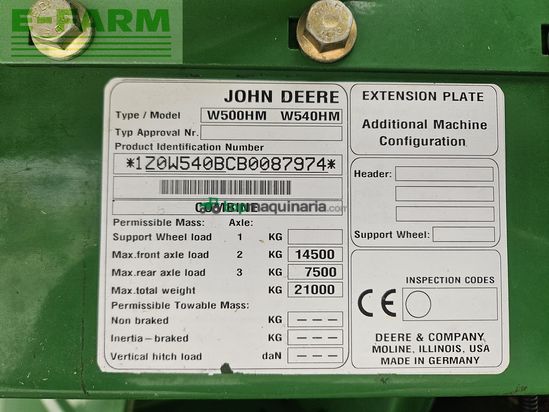 E-FARM
JOHN DEERE
Type / Model W500HM W540HM
Typ Approval Nr.
Product Identification Number
*1Z0W540BCB0087974*
COMBINE
topmaquinaria.com
Permissible Mass: Axle:
Support Wheel load 1 KG
Max.front axle load 2 KG 14500
Max.rear axle load 3 KG 7500
Max.total weight KG 21000
Permissible Towable Mass:
Non braked KG --- ---
Inertia-braked KG --- ---
Vertical hitch load daN --- ---
EXTENSION PLATE
Additional Machine
Configuration
Header:
Support Wheel:
INSPECTION CODES
CE
DEERE & COMPANY
MOLINE, ILLINOIS, USA
MADE IN GERMANY